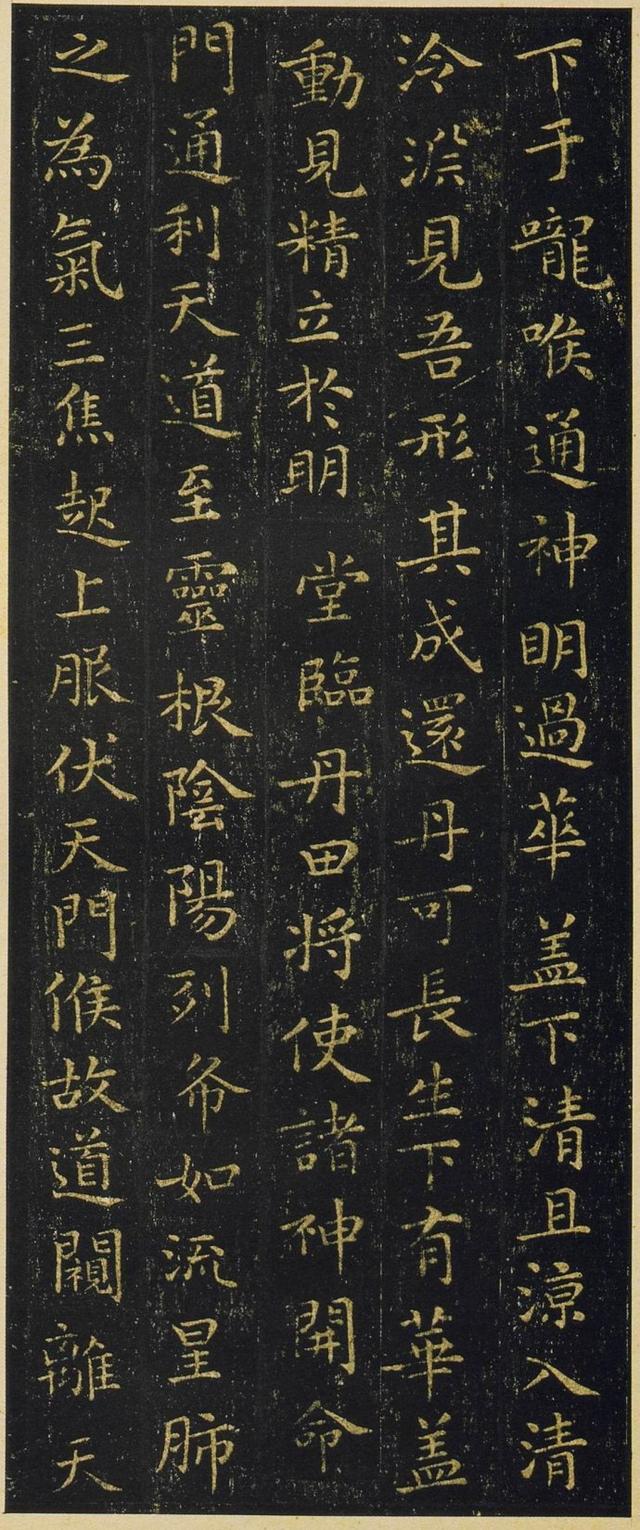 下于嚨喉通神明過華盖下清且涼入清
泠渊見吾形其成還丹可長生下有華盖
動見精立於明堂臨丹田将使諸神開命
門通利天道至靈根陰陽列布如流星肺
之為氣三焦起上服伏天門候故道闚離天